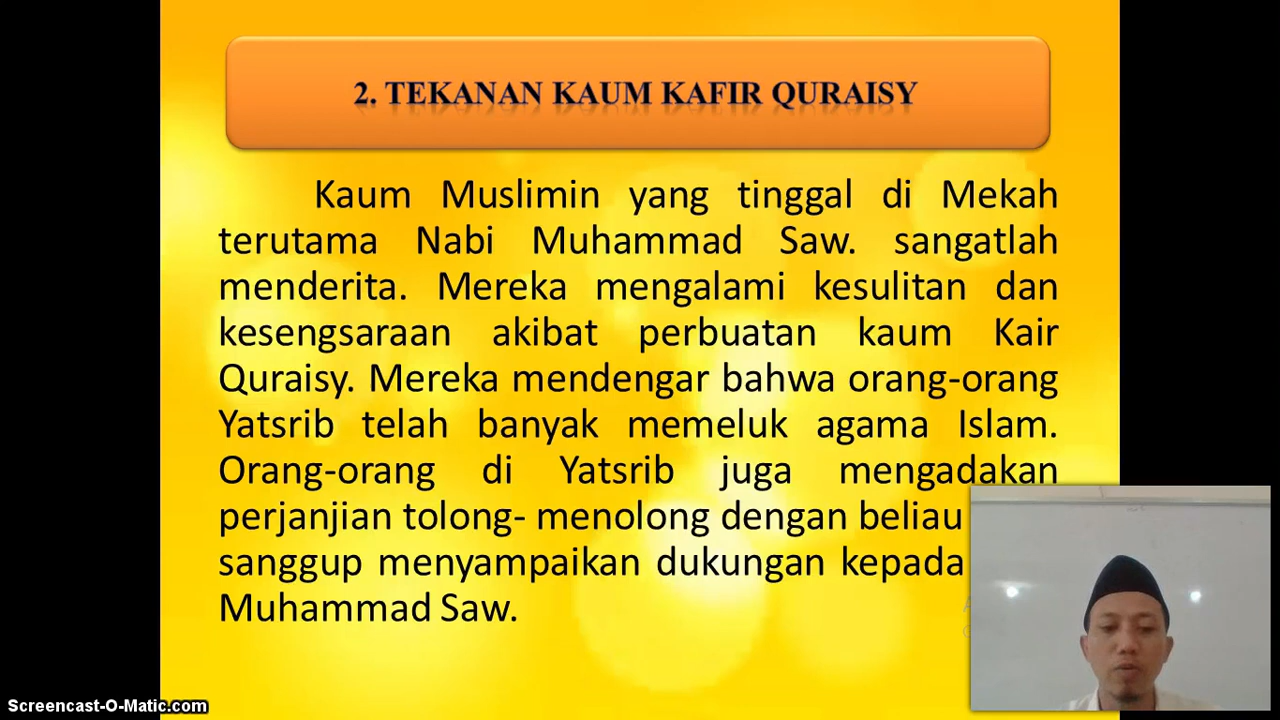 2. TEKANAN KAUM KAFIR QURAISY
Kaum Muslimin yang tinggal di Mekah
terutama Nabi Muhammad Saw. sangatlah
menderita. Mereka mengalami kesulitan dan
kesengsaraan akibat perbuatan kaum Kair
Quraisy. Mereka mendengar bahwa orang-orang
Yatsrib telah banyak memeluk agama Islam.
Orang-orang di Yatsrib juga mengadakan
perjanjian tolong- menolong dengan beliau
sanggup menyampaikan dukungan kepada
Muhammad Saw.
Screencast-O-Matic.com